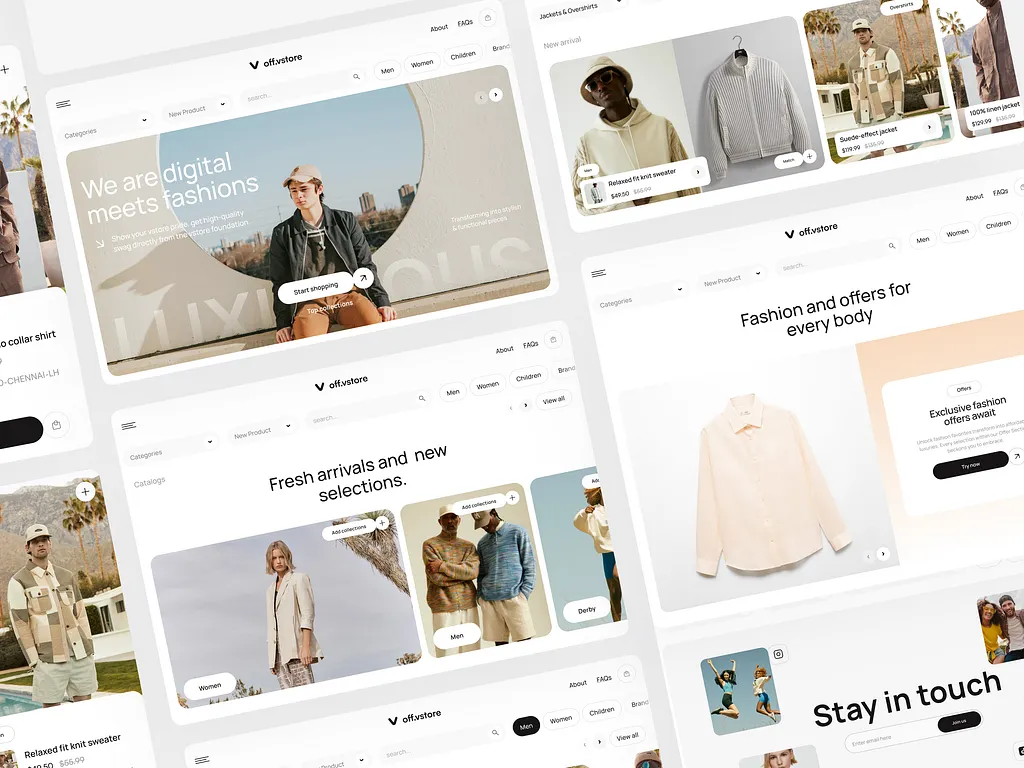 About FAQs
off.vstore
Men Women Children Brand
search...
New Product
Categories
We are digital
meets fashions
Show your vstore pride, get high-quality
swag directly from the vstore foundation
Transforming into stylish
& functional pieces
LUXURIOUS
Start shopping
Top collections
o collar shirt
O-CHENNAI-LH
Relaxed fit knit sweater
$49.50 $55.99
About FAQs
off.vstore
Men Women Children Brand
search...
New Product
Categories
View all
Catalogs
Fresh arrivals and new
selections.
Add collections
Add collections
Women
Men
Derby
About FAQs
off.vstore
Men Women Children Brand
search...
View all
Jackets & Overshirts
New arrival
Overshirts
Men
Relaxed fit knit sweater
$49.50 $55.99
Match
Suede-effect jacket
$119.99 $135.99
100% linen jacket
$129.99 $139.99
About FAQs
off.vstore
Men Women Children
search...
New Product
Categories
Fashion and offers for
every body
Offers
Exclusive fashion
offers await
Try now
Stay in touch
Enter email here
Join us